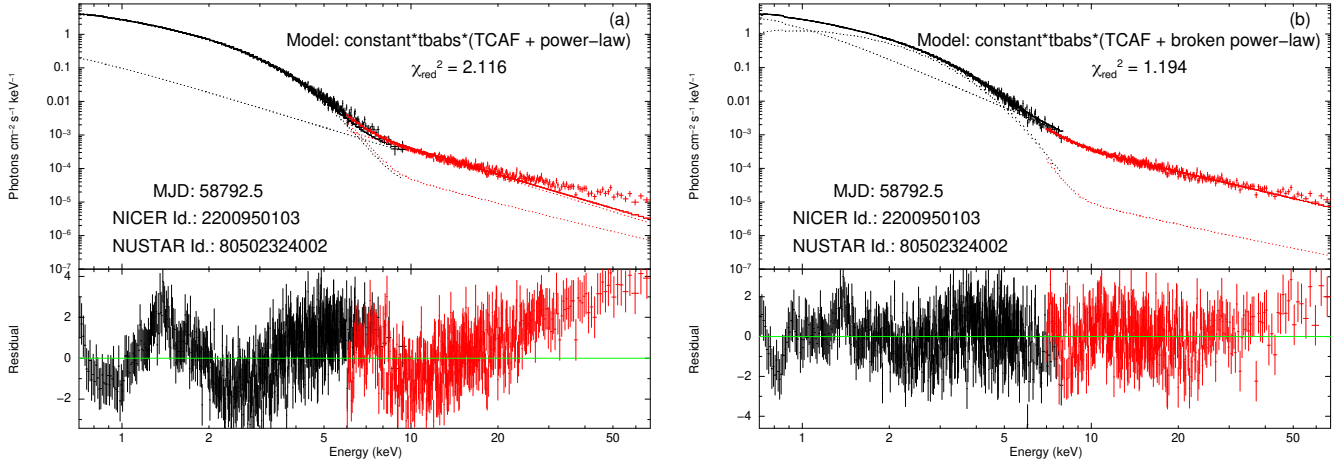 (a)
Model: constant*tbabs*(TCAF + power−law)
χred² = 2.116
Photons cm⁻² s⁻¹ keV⁻¹
1
0.1
0.01
10⁻³
10⁻⁴
10⁻⁵
10⁻⁶
10⁻⁷
MJD: 58792.5
NICER Id.: 2200950103
NUSTAR Id.: 80502324002
Residual
4
2
0
−2
1 2 5 10 20 50
Energy (keV)
(b)
Model: constant*tbabs*(TCAF + broken power−law)
χred² = 1.194
Photons cm⁻² s⁻¹ keV⁻¹
1
0.1
0.01
10⁻³
10⁻⁴
10⁻⁵
10⁻⁶
10⁻⁷
MJD: 58792.5
NICER Id.: 2200950103
NUSTAR Id.: 80502324002
Residual
2
0
−2
−4
1 2 5 10 20 50
Energy (keV)